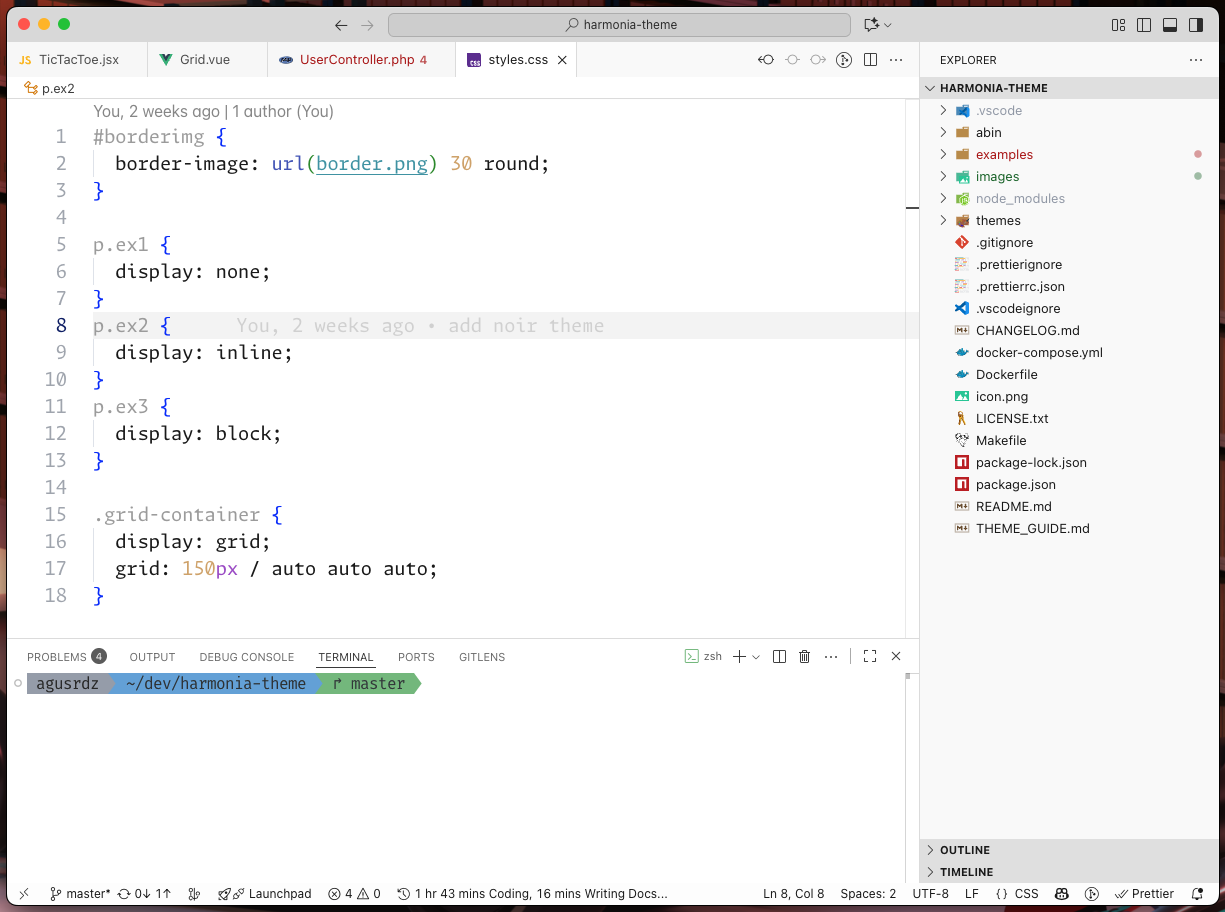 harmonia-theme
JS TicTacToe.jsx
Grid.vue
php UserController.php 4
css styles.css
EXPLORER
p.ex2
HARMONIA-THEME
You, 2 weeks ago | 1 author (You)
1 #borderimg {
2 border-image: url(border.png) 30 round;
3 }
4
5 p.ex1 {
6 display: none;
7 }
8 p.ex2 { You, 2 weeks ago • add noir theme
9 display: inline;
10 }
11 p.ex3 {
12 display: block;
13 }
14
15 .grid-container {
16 display: grid;
17 grid: 150px / auto auto auto;
18 }
.vscode
abin
examples
images
node_modules
themes
.gitignore
.prettierignore
.prettierrc.json
.vscodeignore
CHANGELOG.md
docker-compose.yml
Dockerfile
icon.png
LICENSE.txt
Makefile
package-lock.json
package.json
README.md
THEME_GUIDE.md
PROBLEMS 4 OUTPUT DEBUG CONSOLE TERMINAL PORTS GITLENS
zsh
agusrdz ~/dev/harmonia-theme master
OUTLINE
TIMELINE
master* 0↓ 1↑ Launchpad 4 0 1 hr 43 mins Coding, 16 mins Writing Docs... Ln 8, Col 8 Spaces: 2 UTF-8 LF { } CSS Prettier